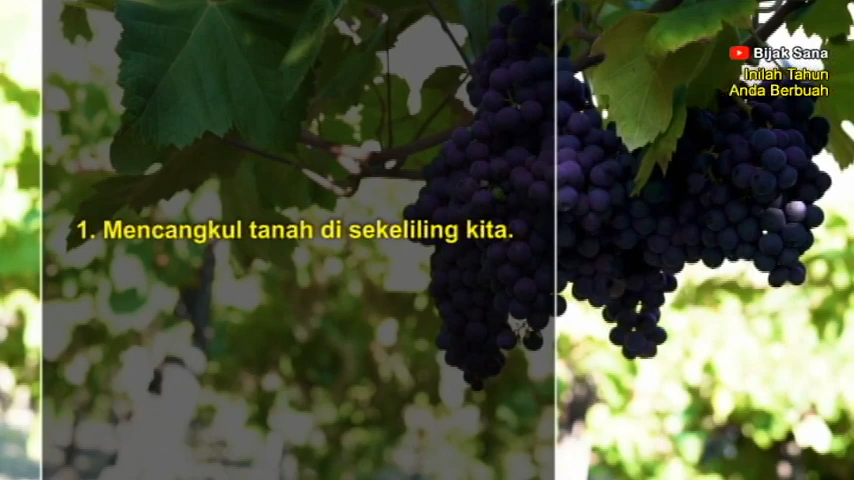 Bijak Sana
Inilah Tahun
Anda Berbuah
1. Mencangkul tanah di sekeliling kita.